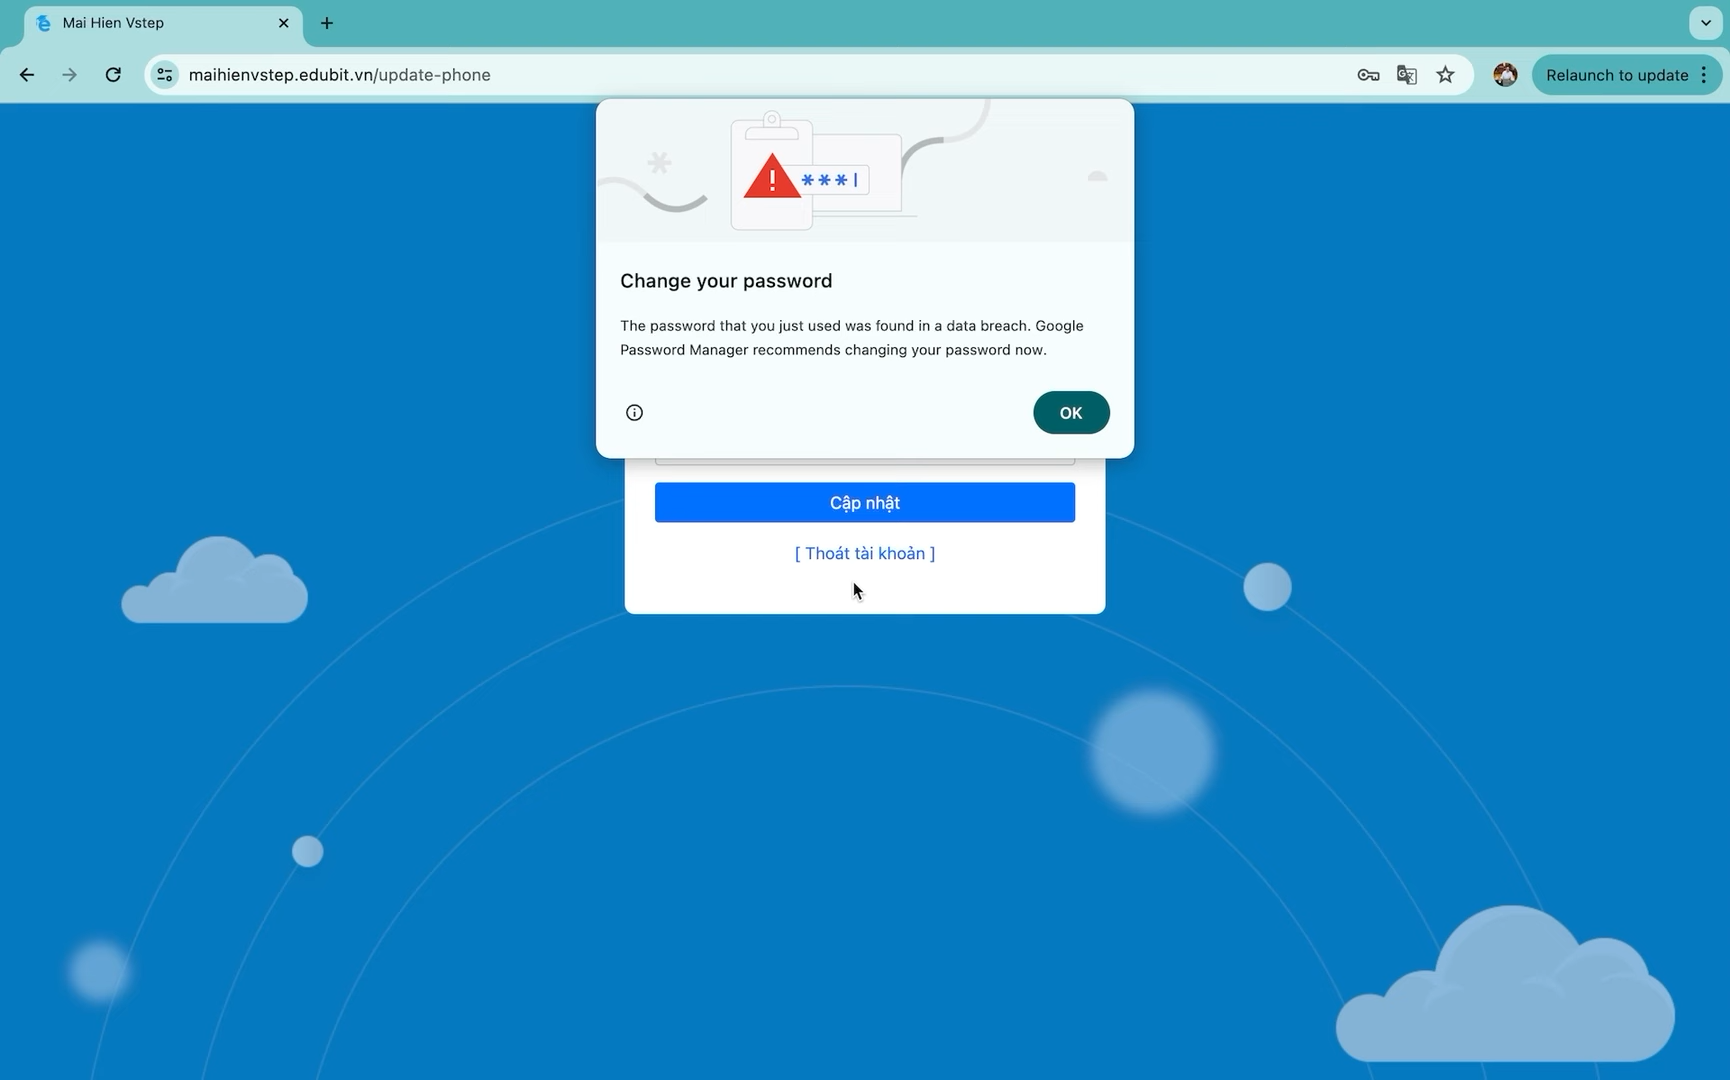 Mai Hien Vstep
maihienvstep.edubit.vn/update-phone
Relaunch to update
***|
Change your password
The password that you just used was found in a data breach. Google
Password Manager recommends changing your password now.
OK
Cập nhật
[ Thoát tài khoản ]